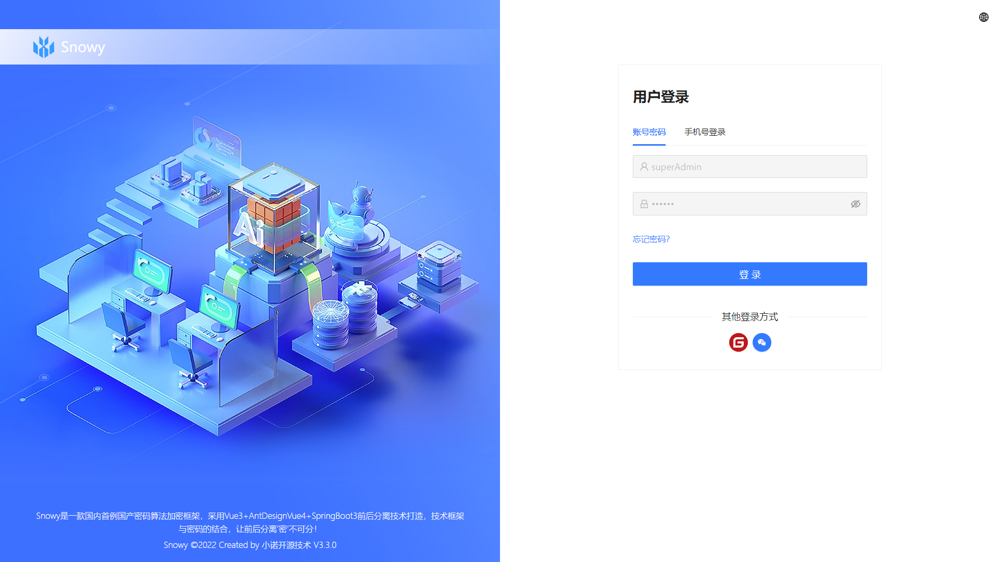 Snowy
Ai
Snowy是一款国内首例国产密码算法加密框架，采用Vue3+AntDesignVue4+SpringBoot3前后分离技术打造，技术框架
与密码的结合，让前后分离‘密’不可分！
Snowy ©2022 Created by 小诺开源技术 V3.3.0
用户登录
账号密码
手机号登录
superAdmin
••••••
忘记密码?
登 录
其他登录方式